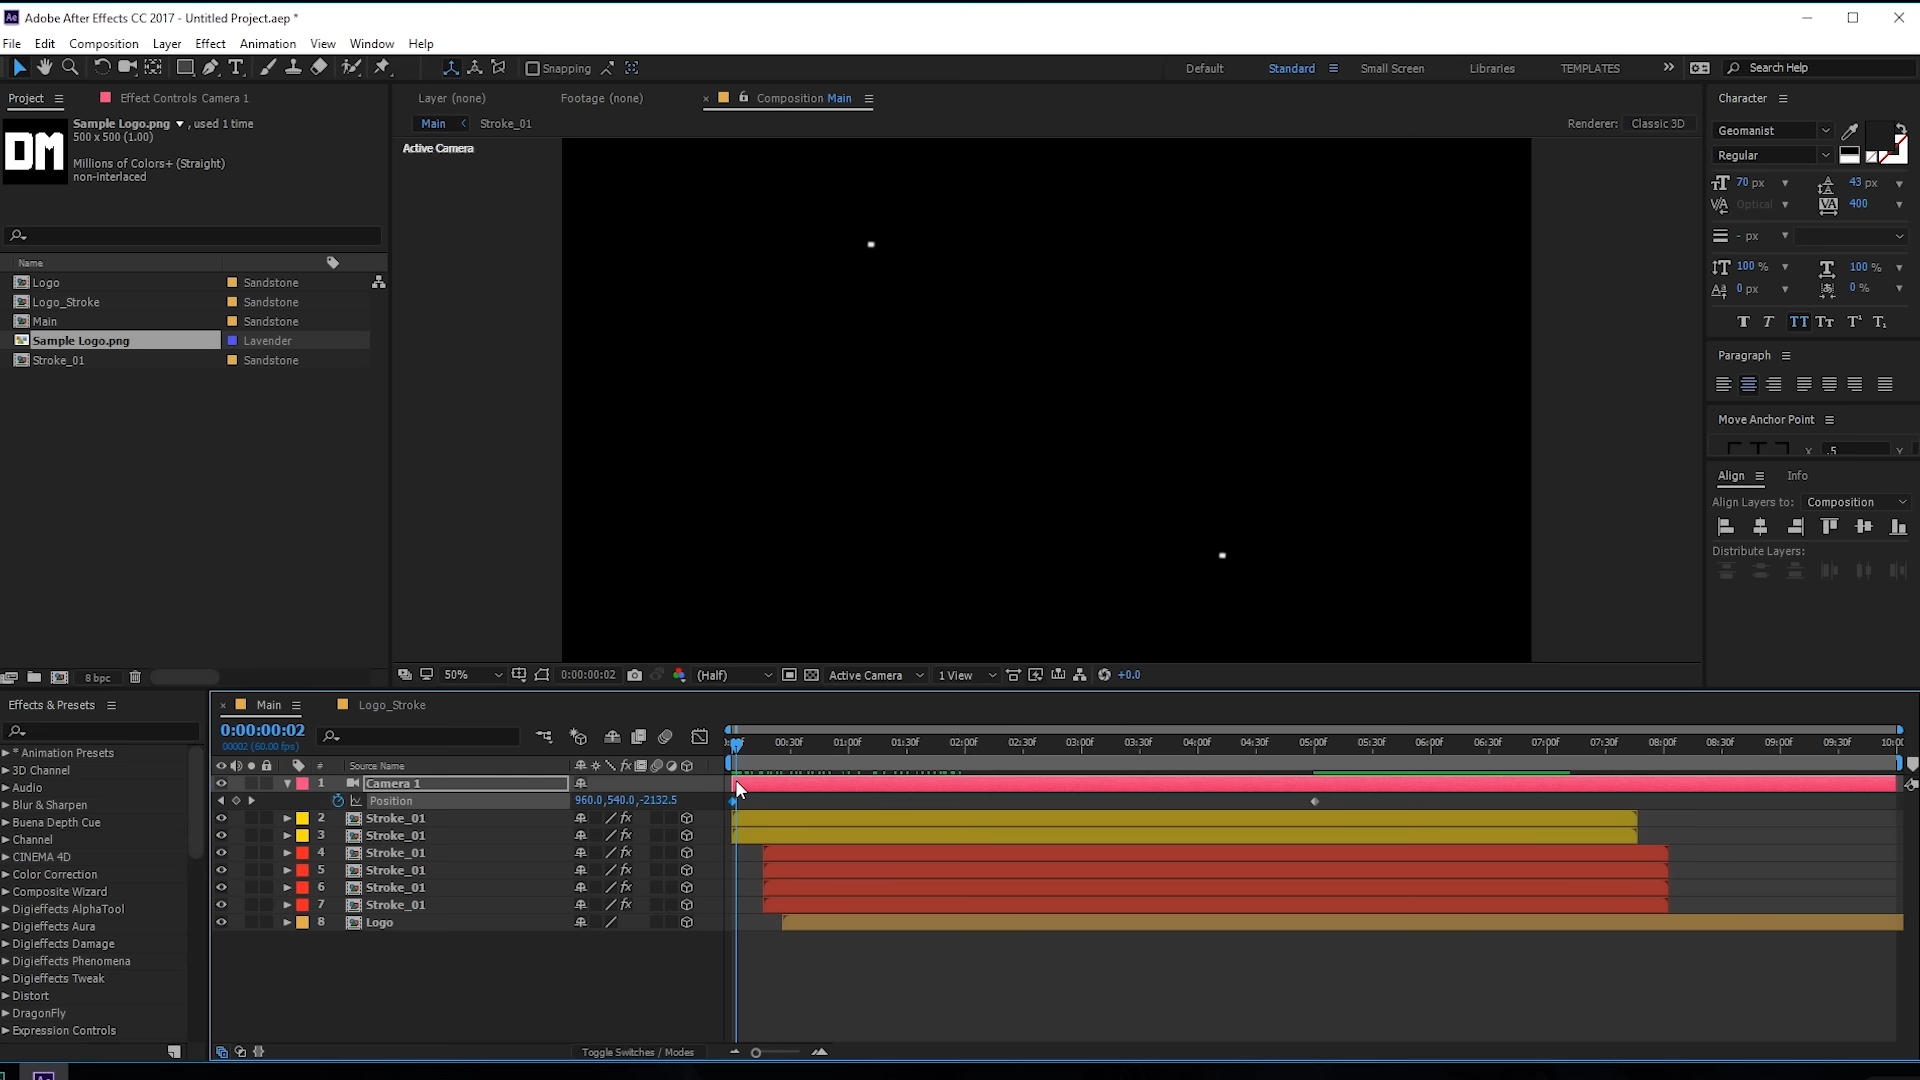 Adobe After Effects CC 2017 - Untitled Project.aep *
File Edit Composition Layer Effect Animation View Window Help
Snapping
Default Standard Small Screen Libraries TEMPLATES Search Help
Project Effect Controls Camera 1
Layer (none) Footage (none) Composition Main
Main Stroke_01
Renderer: Classic 3D
Active Camera
DM
Sample Logo.png , used 1 time
500 x 500 (1.00)
Millions of Colors+ (Straight)
non-interlaced
Name
Logo Sandstone
Logo_Stroke Sandstone
Main Sandstone
Sample Logo.png Lavender
Stroke_01 Sandstone
8 bpc
50% 0:00:00:02 (Half) Active Camera 1 View +0.0
Character
Geomanist
Regular
70 px 43 px
Optical 400
- px
100 % 100 %
0 px 0 %
Paragraph
Move Anchor Point
X .5 Y
Align Info
Align Layers to: Composition
Distribute Layers:
Effects & Presets
* Animation Presets
3D Channel
Audio
Blur & Sharpen
Buena Depth Cue
Channel
CINEMA 4D
Color Correction
Composite Wizard
Digieffects AlphaTool
Digieffects Aura
Digieffects Damage
Digieffects Phenomena
Digieffects Tweak
Distort
DragonFly
Expression Controls
Main Logo_Stroke
0:00:00:02
00002 (60.00 fps)
00:30f 01:00f 01:30f 02:00f 02:30f 03:00f 03:30f 04:00f 04:30f 05:00f 05:30f 06:00f 06:30f 07:00f 07:30f 08:00f 08:30f 09:00f 09:30f 10:00
# Source Name
1 Camera 1
Position 960.0,540.0,-2132.5
2 Stroke_01
3 Stroke_01
4 Stroke_01
5 Stroke_01
6 Stroke_01
7 Stroke_01
8 Logo
Toggle Switches / Modes